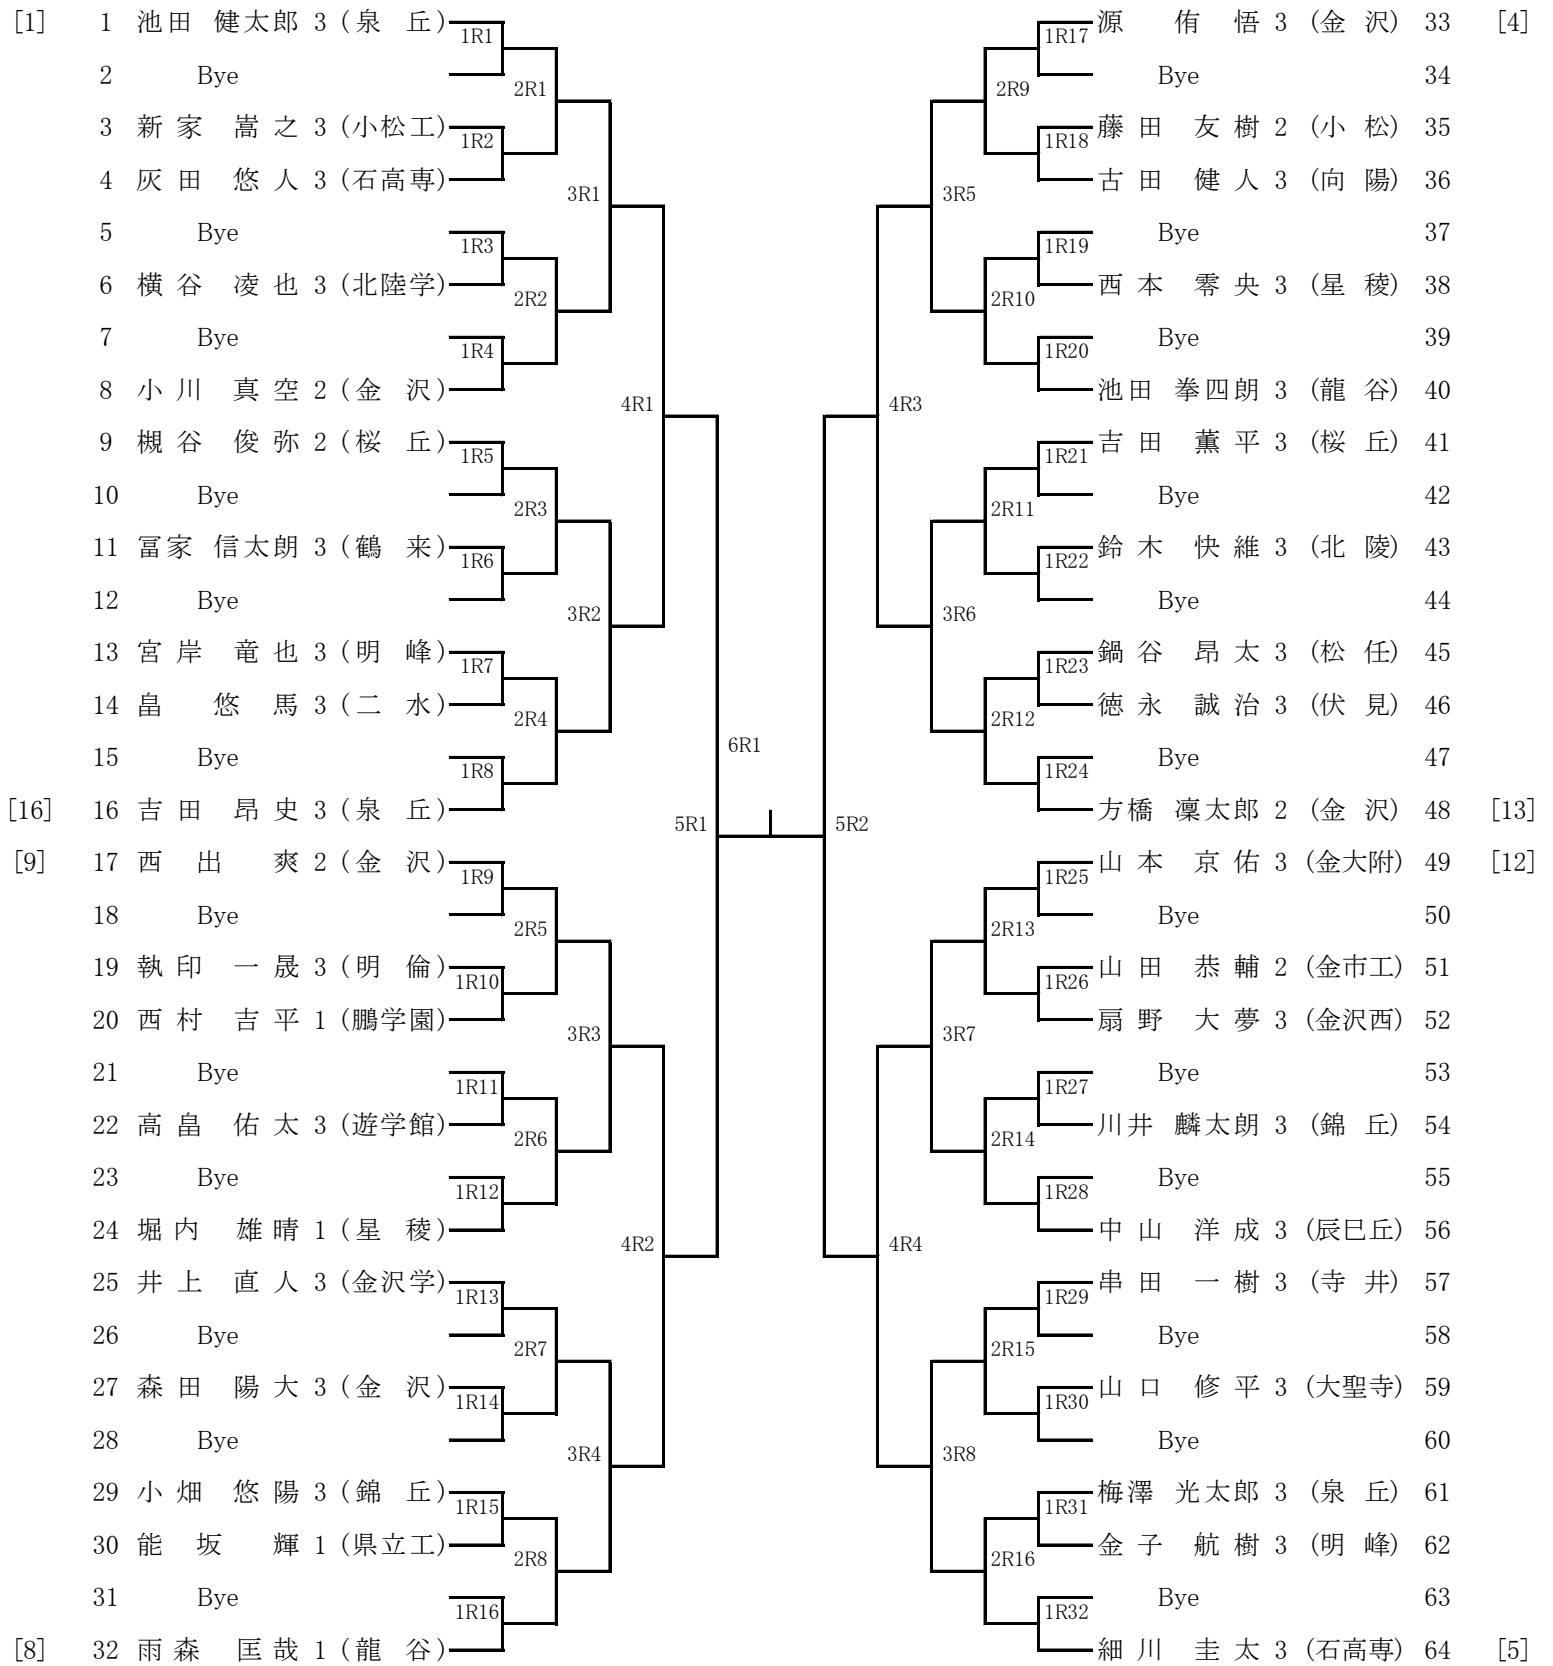 [1] 1 池田 健太郎 3 (泉 丘) 1R1 1R17 源 侑 悟 3 (金 沢) 33 [4]
2 Bye 2R1 2R9 Bye 34
3 新 家 嵩 之 3 (小松工) 1R2 1R18 藤 田 友 樹 2 (小 松) 35
4 灰 田 悠 人 3 (石高専) 3R1 3R5 古 田 健 人 3 (向 陽) 36
5 Bye 1R3 1R19 Bye 37
6 横 谷 凌 也 3 (北陸学) 2R2 2R10 西 本 零 央 3 (星 稜) 38
7 Bye 1R4 1R20 Bye 39
8 小 川 真 空 2 (金 沢) 4R1 4R3 池田 拳四朗 3 (龍 谷) 40
9 槻 谷 俊 弥 2 (桜 丘) 1R5 1R21 吉 田 薫 平 3 (桜 丘) 41
10 Bye 2R3 2R11 Bye 42
11 冨家 信太朗 3 (鶴 来) 1R6 1R22 鈴 木 快 維 3 (北 陵) 43
12 Bye 3R2 3R6 Bye 44
13 宮 岸 竜 也 3 (明 峰) 1R7 1R23 鍋 谷 昂 太 3 (松 任) 45
14 畠 悠 馬 3 (二 水) 2R4 2R12 徳 永 誠 治 3 (伏 見) 46
15 Bye 1R8 6R1 1R24 Bye 47
[16] 16 吉 田 昂 史 3 (泉 丘) 5R1 5R2 方橋 凜太郎 2 (金 沢) 48 [13]
[9] 17 西 出 爽 2 (金 沢) 1R9 1R25 山 本 京 佑 3 (金大附) 49 [12]
18 Bye 2R5 2R13 Bye 50
19 執 印 一 晟 3 (明 倫) 1R10 1R26 山 田 恭 輔 2 (金市工) 51
20 西 村 吉 平 1 (鵬学園) 3R3 3R7 扇 野 大 夢 3 (金沢西) 52
21 Bye 1R11 1R27 Bye 53
22 高 畠 佑 太 3 (遊学館) 2R6 2R14 川井 麟太朗 3 (錦 丘) 54
23 Bye 1R12 1R28 Bye 55
24 堀 内 雄 晴 1 (星 稜) 4R2 4R4 中 山 洋 成 3 (辰巳丘) 56
25 井 上 直 人 3 (金沢学) 1R13 1R29 串 田 一 樹 3 (寺 井) 57
26 Bye 2R7 2R15 Bye 58
27 森 田 陽 大 3 (金 沢) 1R14 1R30 山 口 修 平 3 (大聖寺) 59
28 Bye 3R4 3R8 Bye 60
29 小 畑 悠 陽 3 (錦 丘) 1R15 1R31 梅澤 光太郎 3 (泉 丘) 61
30 能 坂 輝 1 (県立工) 2R8 2R16 金 子 航 樹 3 (明 峰) 62
31 Bye 1R16 1R32 Bye 63
[8] 32 雨 森 匡 哉 1 (龍 谷) 細 川 圭 太 3 (石高専) 64 [5]